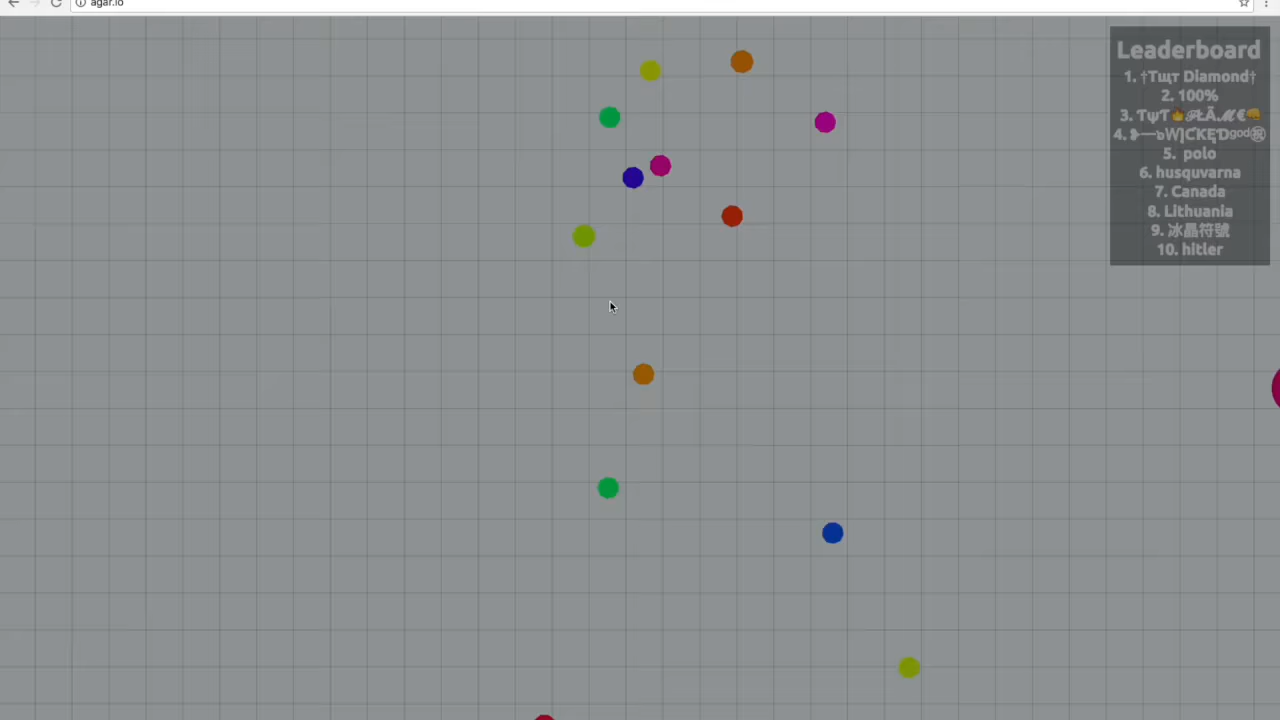 agar.io
Leaderboard
1. †Tщт Diamond†
2. 100%
5. polo
6. husquvarna
7. Canada
8. Lithuania
9. 冰晶符號
10. hitler